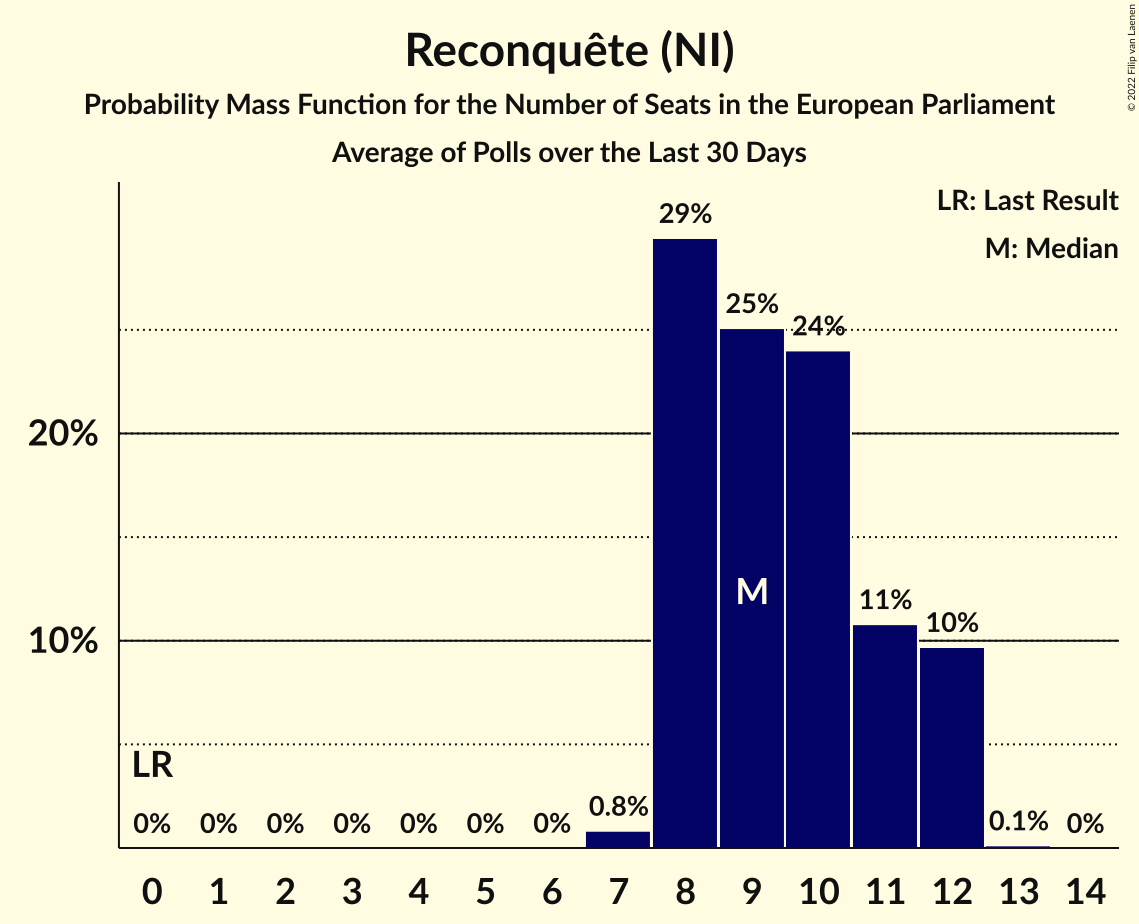 Reconquête (NI)
Probability Mass Function for the Number of Seats in the European Parliament
Average of Polls over the Last 30 Days
© 2022 Filip van Laenen
LR: Last Result
M: Median
29%
25%
24%
20%
M
11%
10%
10%
LR
0% 0% 0% 0% 0% 0% 0% 0.8% 0.1% 0%
0 1 2 3 4 5 6 7 8 9 10 11 12 13 14